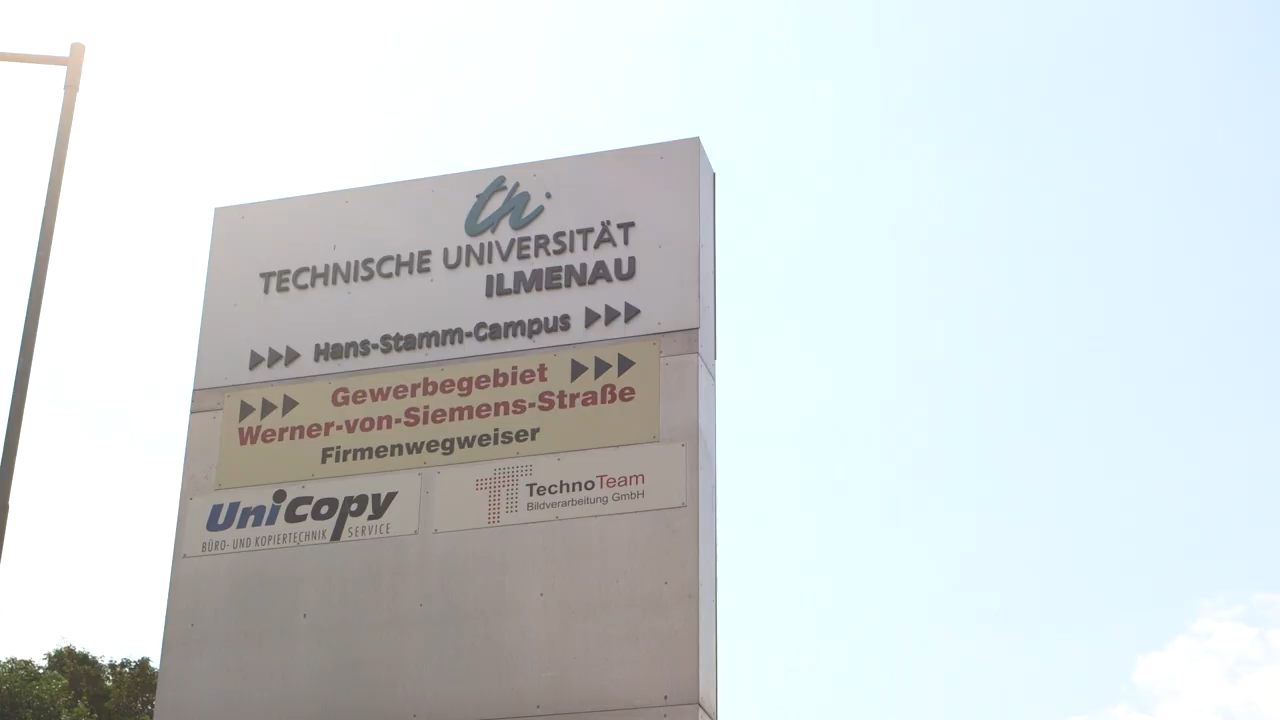 th
TECHNISCHE UNIVERSITÄT
ILMENAU
Hans-Stamm-Campus
Gewerbegebiet
Werner-von-Siemens-Straße
Firmenwegweiser
UniCopy
BÜRO- UND KOPIERTECHNIK SERVICE
TechnoTeam
Bildverarbeitung GmbH